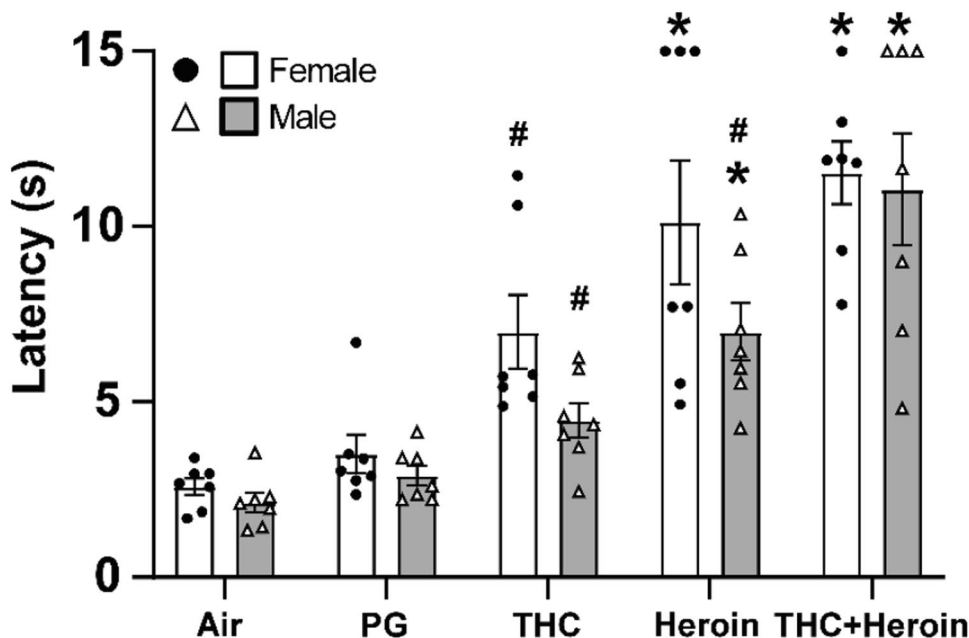 Latency (s)
15
10
5
0
Female
Male
#
#
*
#
*
*
*
Air PG THC Heroin THC+Heroin